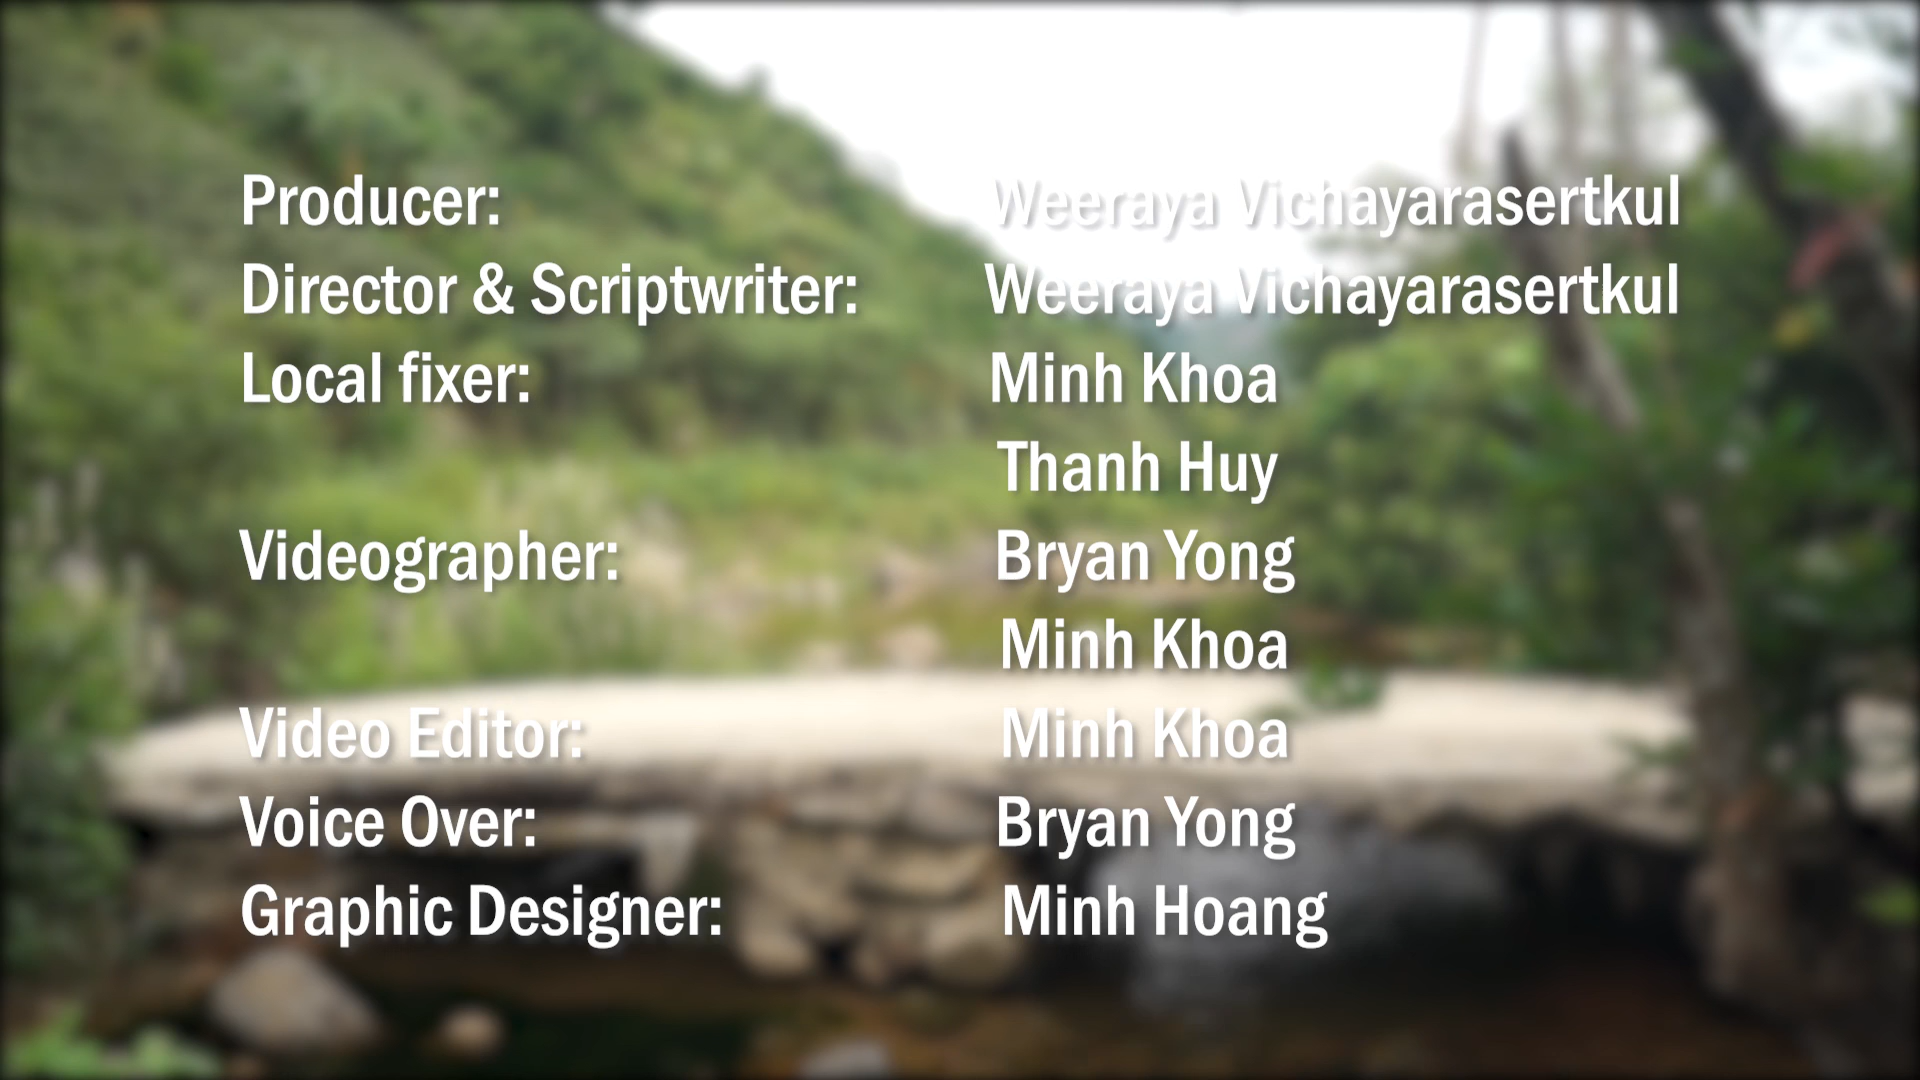 Producer: Weeraya Vichayarasertkul
Director & Scriptwriter: Weeraya Vichayarasertkul
Local fixer: Minh Khoa
Thanh Huy
Videographer: Bryan Yong
Minh Khoa
Video Editor: Minh Khoa
Voice Over: Bryan Yong
Graphic Designer: Minh Hoang